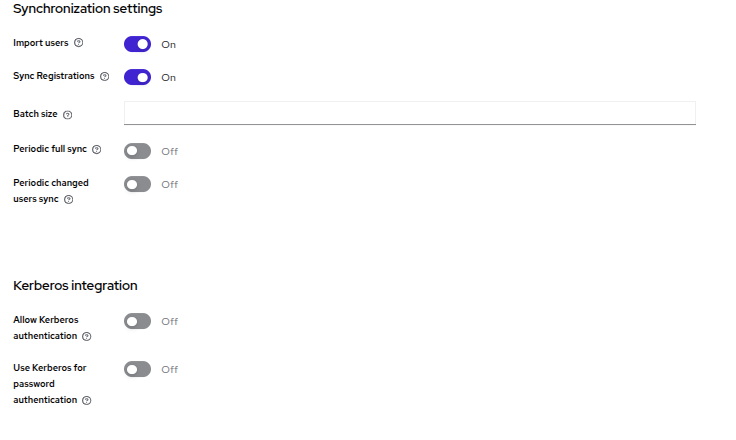 Synchronization settings
Import users
On
Sync Registrations
On
Batch size
Periodic full sync
Off
Periodic changed
users sync
Off
Kerberos integration
Allow Kerberos
authentication
Off
Use Kerberos for
password
authentication
Off